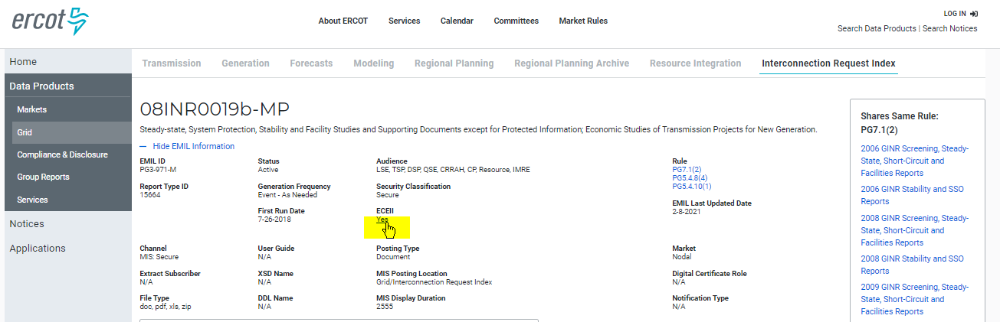 ercot
About ERCOT Services Calendar Committees Market Rules
LOG IN
Search Data Products | Search Notices
Home
Data Products
Markets
Grid
Compliance & Disclosure
Group Reports
Services
Notices
Applications
Transmission Generation Forecasts Modeling Regional Planning Regional Planning Archive Resource Integration Interconnection Request Index
08INR0019b-MP
Steady-state, System Protection, Stability and Facility Studies and Supporting Documents except for Protected Information; Economic Studies of Transmission Projects for New Generation.
— Hide EMIL Information
EMIL ID Status Audience Rule
PG3-971-M Active LSE, TSP, DSP, QSE, CRRAH, CP, Resource, IMRE PG7.1(2)
PG5.4.8(4)
PG5.4.10(1)
Report Type ID Generation Frequency Security Classification
15664 Event - As Needed Secure
EMIL Last Updated Date
2-8-2021
First Run Date ECEII
7-26-2018 Yes
Channel User Guide Posting Type Market
MIS: Secure N/A Document Nodal
Extract Subscriber XSD Name MIS Posting Location Digital Certificate Role
N/A N/A Grid/Interconnection Request Index N/A
File Type DDL Name MIS Display Duration Notification Type
doc, pdf, xls, zip N/A 2555 N/A
Shares Same Rule:
PG7.1(2)
2006 GINR Screening, Steady-
State, Short-Circuit and
Facilities Reports
2006 GINR Stability and SSO
Reports
2008 GINR Screening, Steady-
State, Short-Circuit and
Facilities Reports
2008 GINR Stability and SSO
Reports
2009 GINR Screening, Steady-
State, Short-Circuit and
Facilities Reports